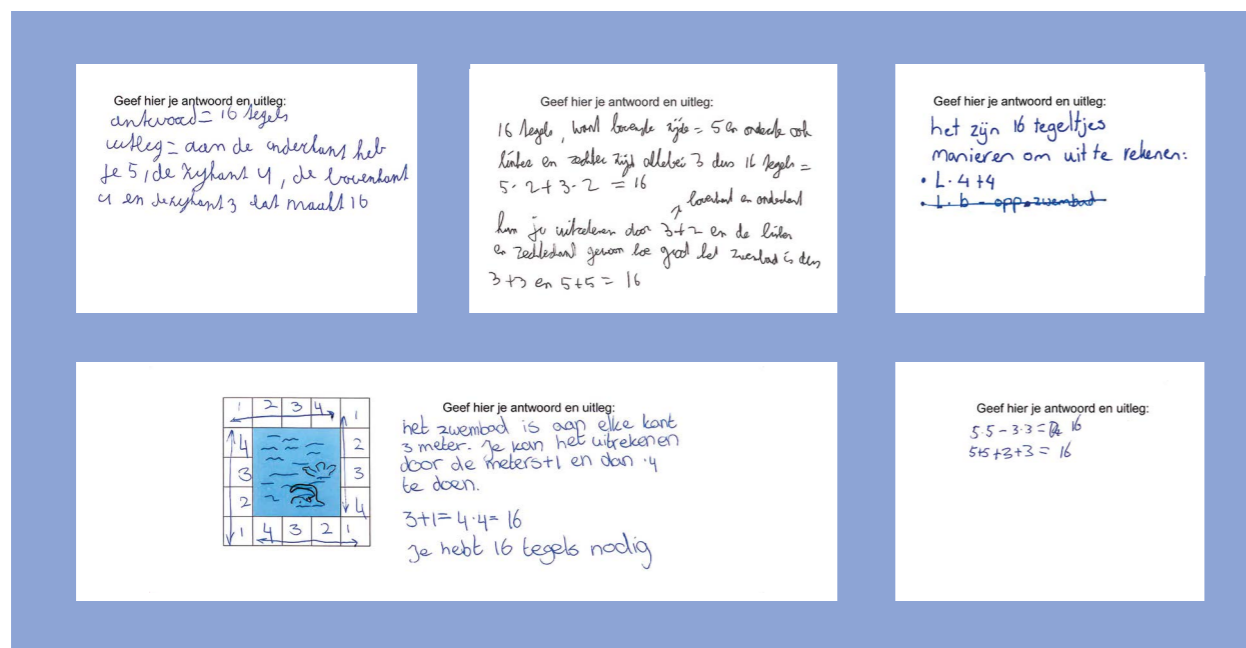 Geef hier je antwoord en uitleg:
antwoord = 16 tegels
uitleg = aan de onderkant heb
je 5, de zijkant 4, de bovenkant
4 en de zijkant 3 dat maakt 16
Geef hier je antwoord en uitleg:
16 tegels, want bovenste zijde = 5 en onderste ook
linker en rechter zijd allebei 3 dus 16 tegels =
5·2+3·2 = 16
bovenkant en onderkant
kun je uitrekenen door 3+2 en de linker
en rechterkant gewoon hoe groot het zwembad is dus
3+3 en 5+5 = 16
Geef hier je antwoord en uitleg:
het zijn 16 tegeltjes
manieren om uit te rekenen:
• L·4+4
• L·b - opp. zwembad
1 2 3 4 1
4 2
3 3
2 4
1 4 3 2 1
Geef hier je antwoord en uitleg:
het zwembad is aan elke kant
3 meter. Je kan het uitrekenen
door de meters+1 en dan ·4
te doen.
3+1=4·4=16
Je hebt 16 tegels nodig
Geef hier je antwoord en uitleg:
5·5-3·3= 16
5+5+3+3= 16